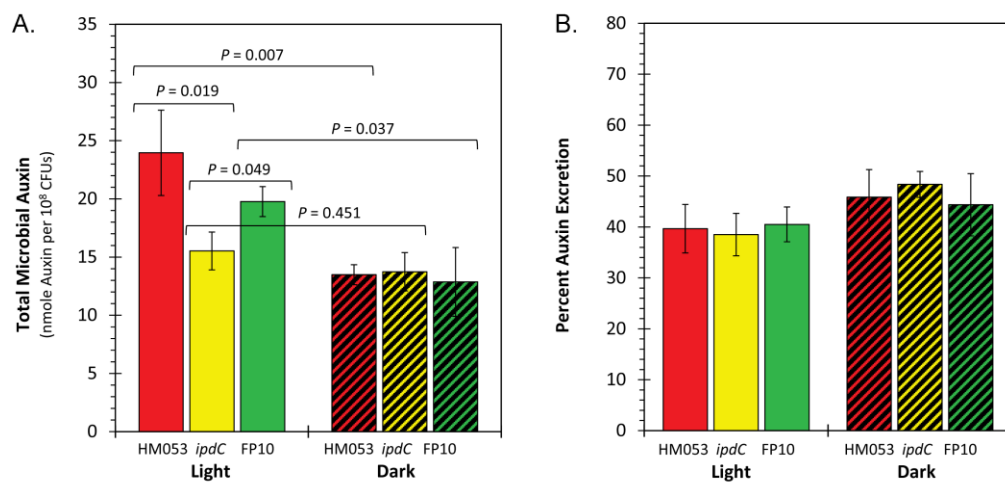 A.
Total Microbial Auxin
(nmole Auxin per 10⁸ CFUs)
35
30
25
20
15
10
5
0
P = 0.007
P = 0.019
P = 0.037
P = 0.049
P = 0.451
HM053 ipdC FP10 HM053 ipdC FP10
Light Dark
B.
Percent Auxin Excretion
80
70
60
50
40
30
20
10
0
HM053 ipdC FP10 HM053 ipdC FP10
Light Dark